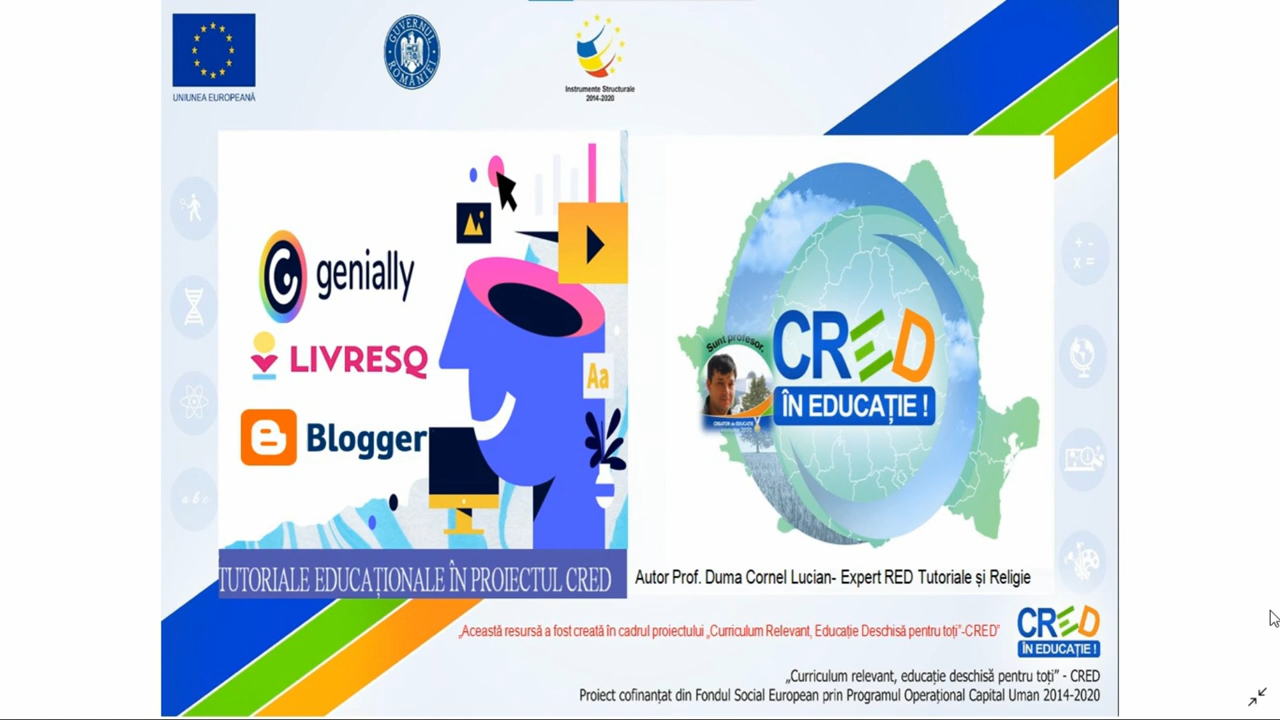 UNIUNEA EUROPEANĂ
GUVERNUL ROMÂNIEI
Instrumente Structurale
2014-2020
genially
LIVRESQ
Blogger
Aa
TUTORIALE EDUCAȚIONALE ÎN PROIECTUL CRED
Sunt profesor.
CREATOR de EDUCAȚIE
CRED
ÎN EDUCAȚIE !
Autor Prof. Duma Cornel Lucian- Expert RED Tutoriale și Religie
+ -
x =
a b c
„Această resursă a fost creată în cadrul proiectului „Curriculum Relevant, Educație Deschisă pentru toți”-CRED”
CRED
ÎN EDUCAȚIE !
„Curriculum relevant, educație deschisă pentru toți” - CRED
Proiect cofinanțat din Fondul Social European prin Programul Operațional Capital Uman 2014-2020